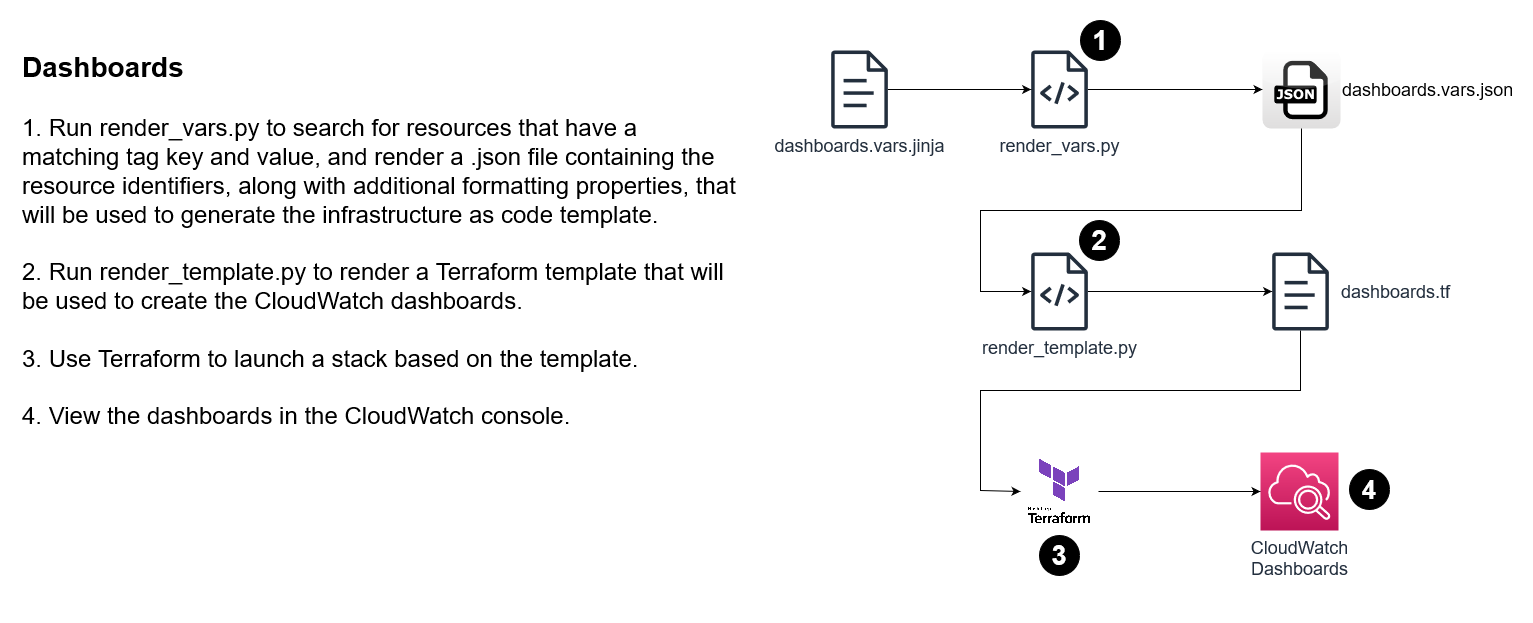 Dashboards
1. Run render_vars.py to search for resources that have a
matching tag key and value, and render a .json file containing the
resource identifiers, along with additional formatting properties, that
will be used to generate the infrastructure as code template.
2. Run render_template.py to render a Terraform template that will
be used to create the CloudWatch dashboards.
3. Use Terraform to launch a stack based on the template.
4. View the dashboards in the CloudWatch console.
1
dashboards.vars.jinja
</>
render_vars.py
JSON
dashboards.vars.json
2
</>
render_template.py
dashboards.tf
Terraform
3
4
CloudWatch
Dashboards